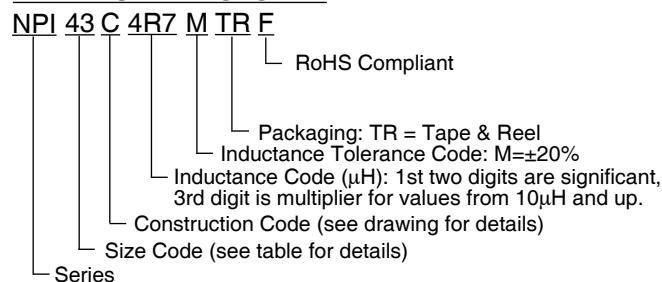 NPI 43 C 4R7 M TR F
RoHS Compliant
Packaging: TR = Tape & Reel
Inductance Tolerance Code: M=±20%
Inductance Code (μH): 1st two digits are significant,
3rd digit is multiplier for values from 10μH and up.
Construction Code (see drawing for details)
Size Code (see table for details)
Series